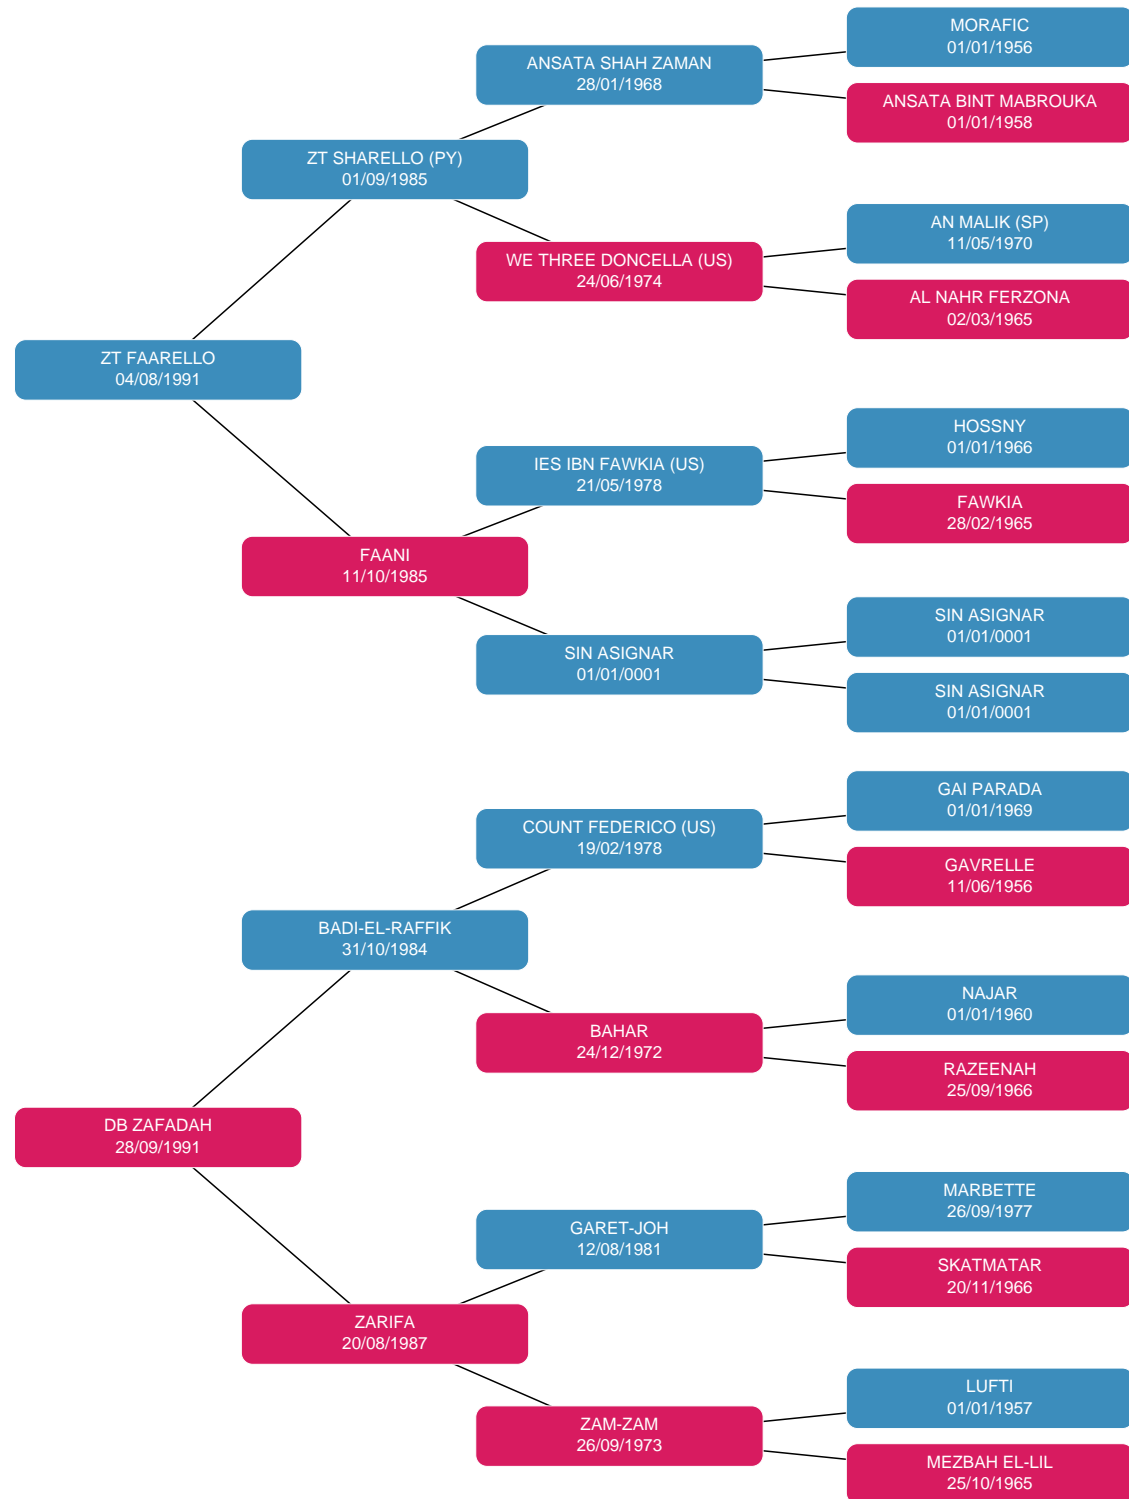 MORAFIC
01/01/1956
ANSATA SHAH ZAMAN
28/01/1968
ANSATA BINT MABROUKA
01/01/1958
ZT SHARELLO (PY)
01/09/1985
AN MALIK (SP)
11/05/1970
WE THREE DONCELLA (US)
24/06/1974
AL NAHR FERZONA
02/03/1965
ZT FAARELLO
04/08/1991
HOSSNY
01/01/1966
IES IBN FAWKIA (US)
21/05/1978
FAWKIA
28/02/1965
FAANI
11/10/1985
SIN ASIGNAR
01/01/0001
SIN ASIGNAR
01/01/0001
SIN ASIGNAR
01/01/0001
GAI PARADA
01/01/1969
COUNT FEDERICO (US)
19/02/1978
GAVRELLE
11/06/1956
BADI-EL-RAFFIK
31/10/1984
NAJAR
01/01/1960
BAHAR
24/12/1972
RAZEENAH
25/09/1966
DB ZAFADAH
28/09/1991
MARBETTE
26/09/1977
GARET-JOH
12/08/1981
SKATMATAR
20/11/1966
ZARIFA
20/08/1987
LUFTI
01/01/1957
ZAM-ZAM
26/09/1973
MEZBAH EL-LIL
25/10/1965